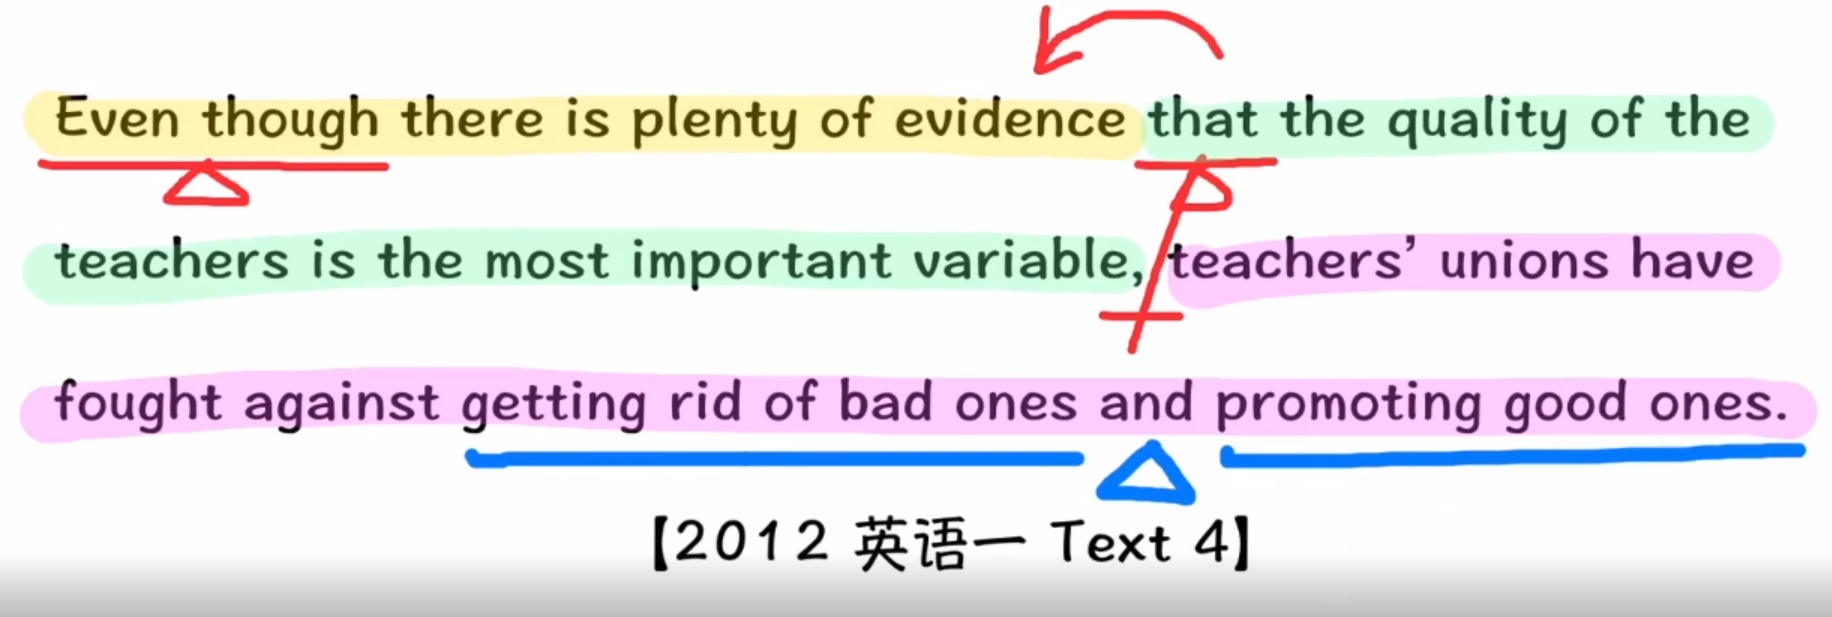 Even though there is plenty of evidence that the quality of the
teachers is the most important variable, teachers’ unions have
fought against getting rid of bad ones and promoting good ones.
【2012 英语一 Text 4】